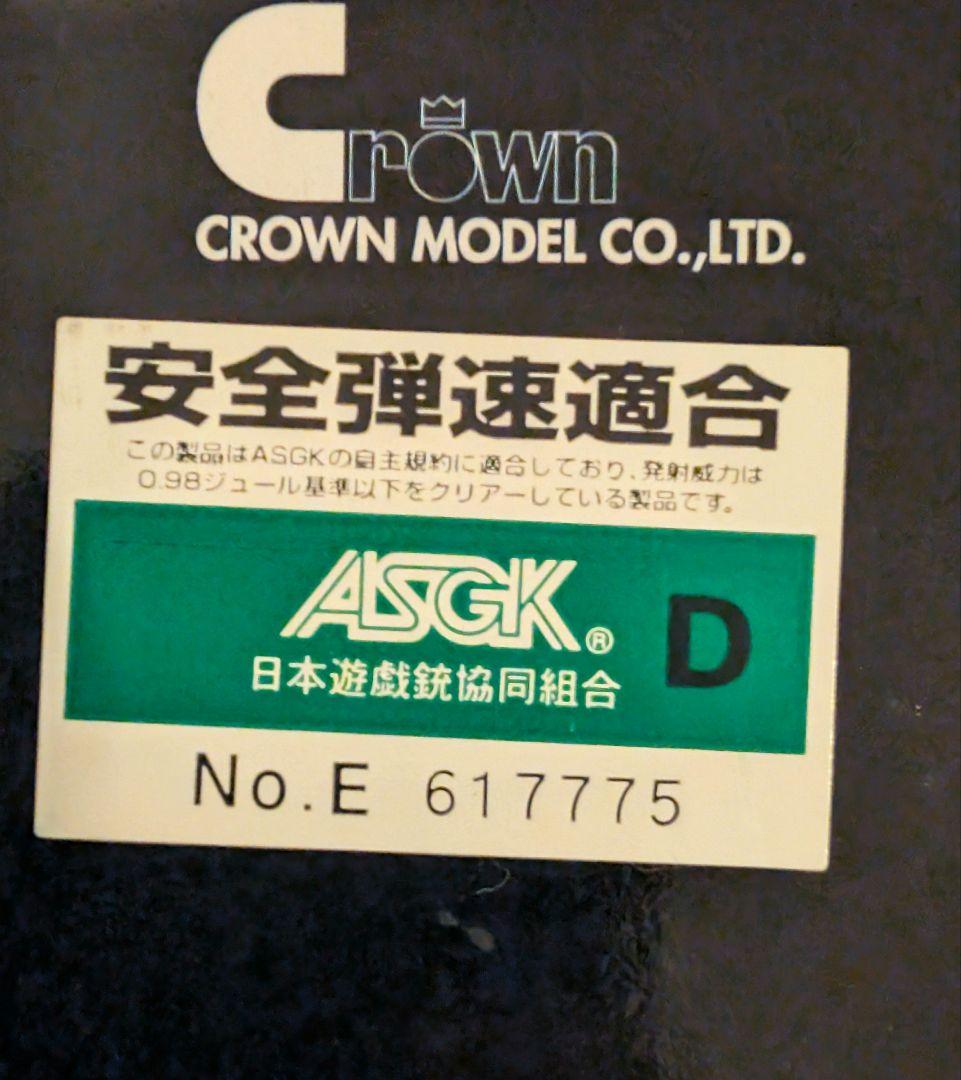 Crown
CROWN MODEL CO.,LTD.
安全弾速適合
この製品はASGKの自主規約に適合しており、発射威力は
0.98ジュール基準以下をクリアーしている製品です。
ASGK® D
日本遊戯銃協同組合
No.E 617775